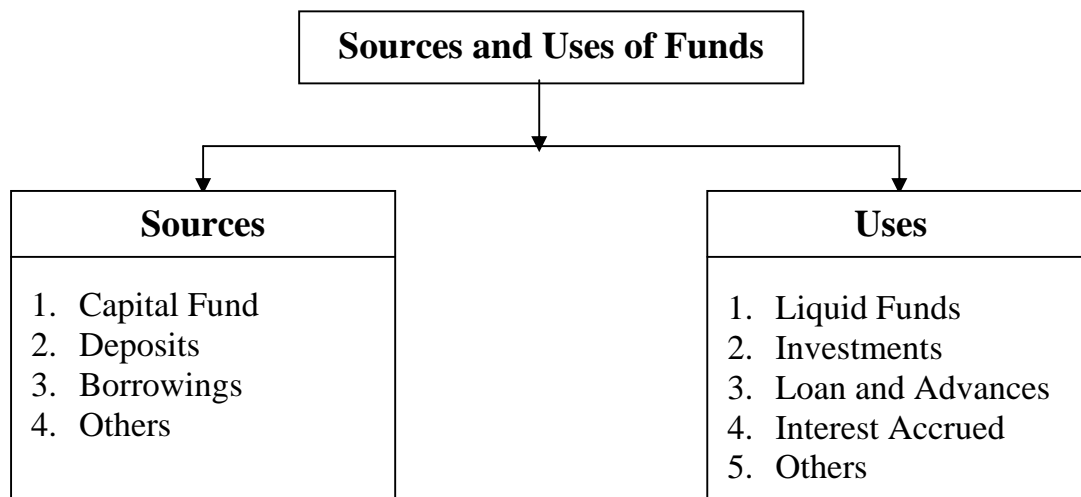 Sources and Uses of Funds
Sources
1. Capital Fund
2. Deposits
3. Borrowings
4. Others
Uses
1. Liquid Funds
2. Investments
3. Loan and Advances
4. Interest Accrued
5. Others